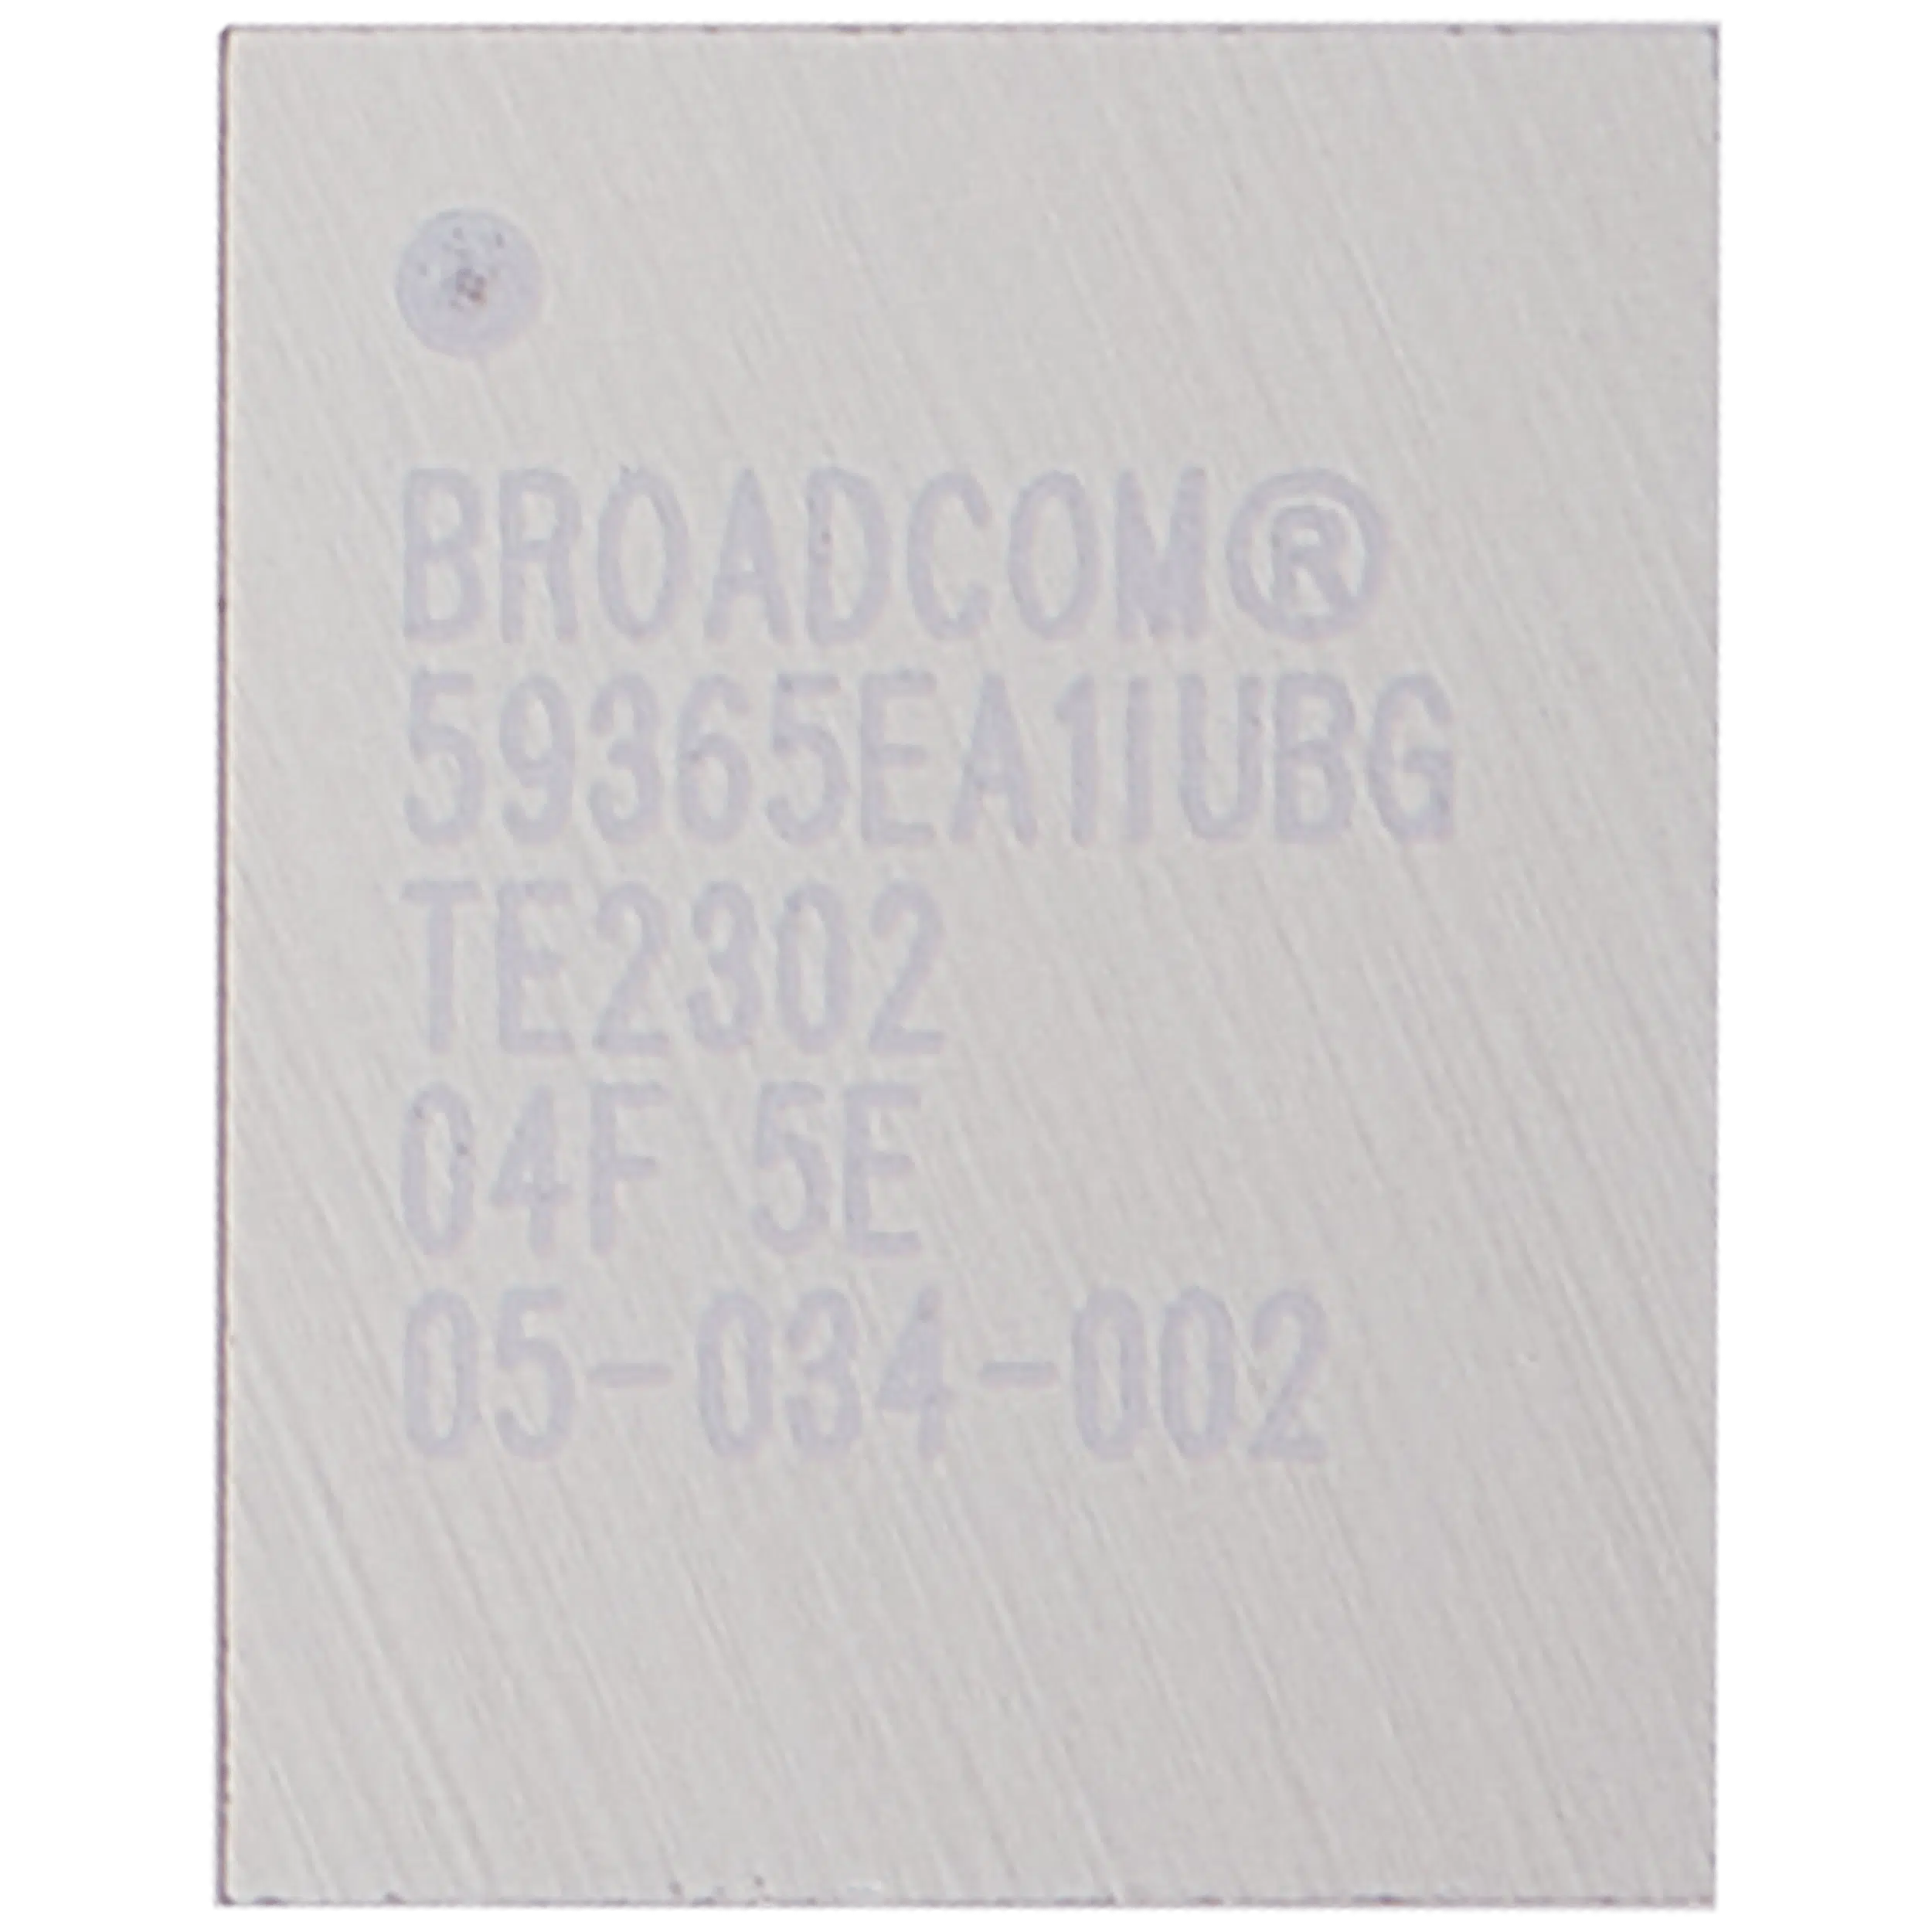 BROADCOM®
59365EA1IUBG
TE2302
04F 5E
05-034-002